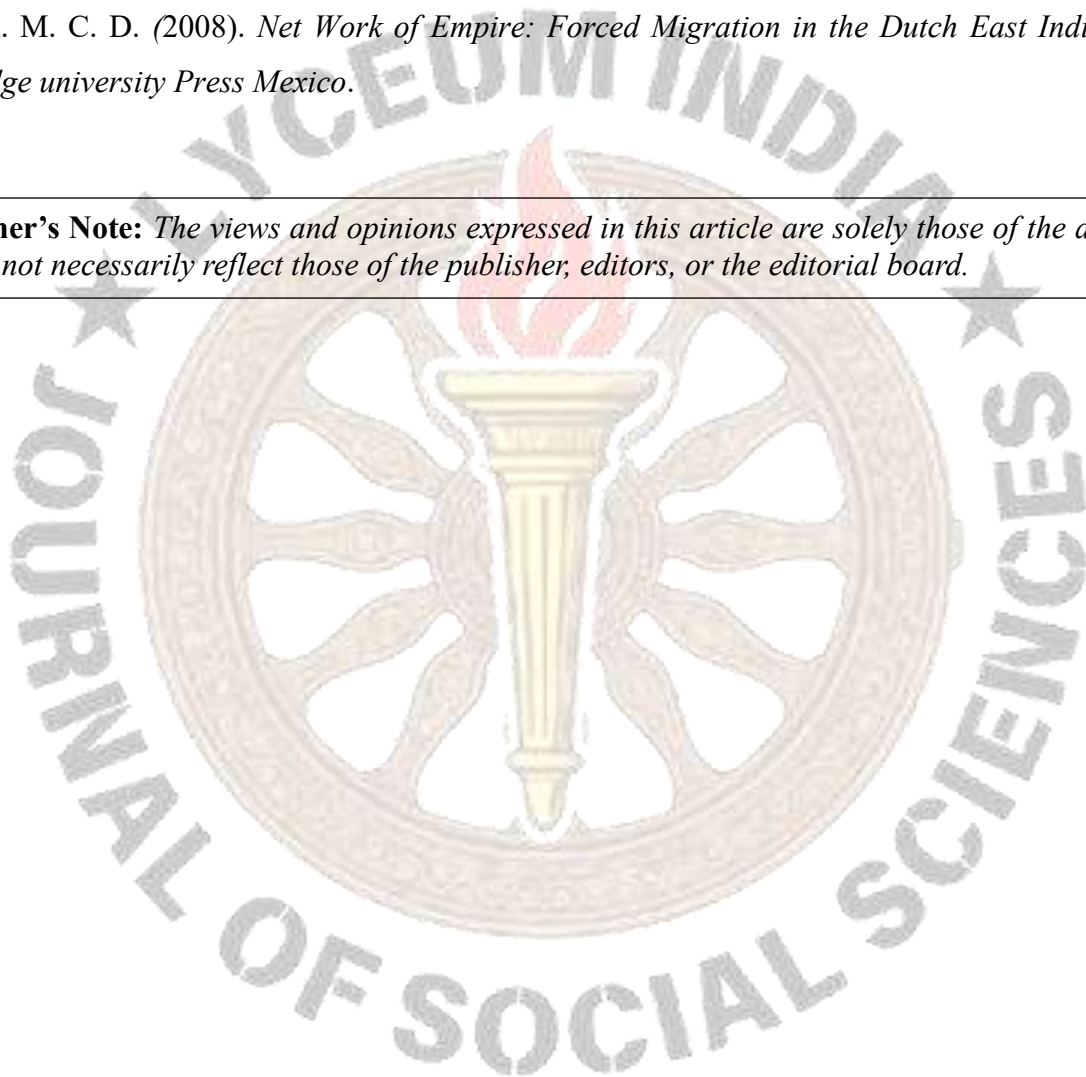 . M. C. D. (2008). Net Work of Empire: Forced Migration in the Dutch East Indi
ge university Press Mexico.
LYCEUM INDIA
er's Note: The views and opinions expressed in this article are solely those of the
not necessarily reflect those of the publisher, editors, or the editorial board.
JOURNAL OF SOCIAL SCIENCES